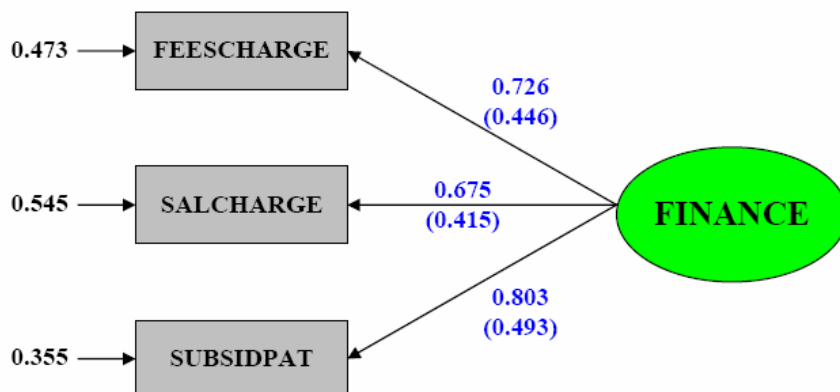 0.473
FEESCHARGE
0.726
(0.446)
0.545
SALCHARGE
0.675
(0.415)
FINANCE
0.803
(0.493)
0.355
SUBSIDPAT